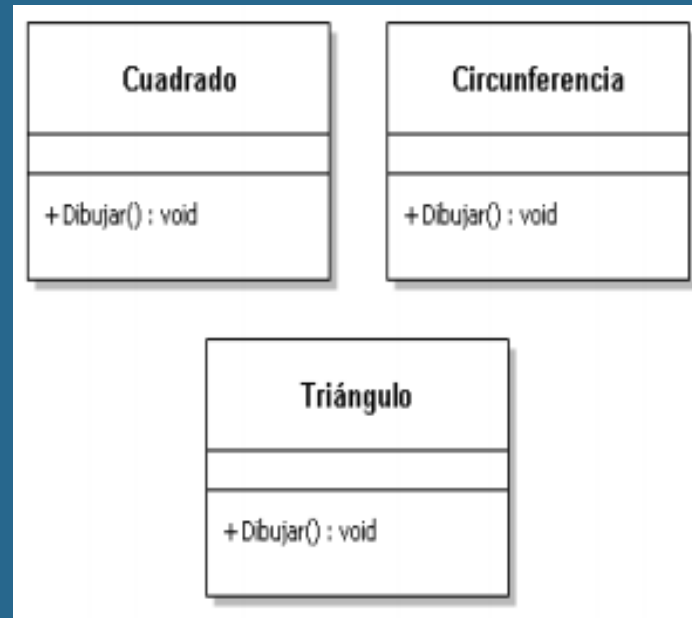 Cuadrado
+Dibujar() : void
Circunferencia
+Dibujar() : void
Triángulo
+Dibujar() : void